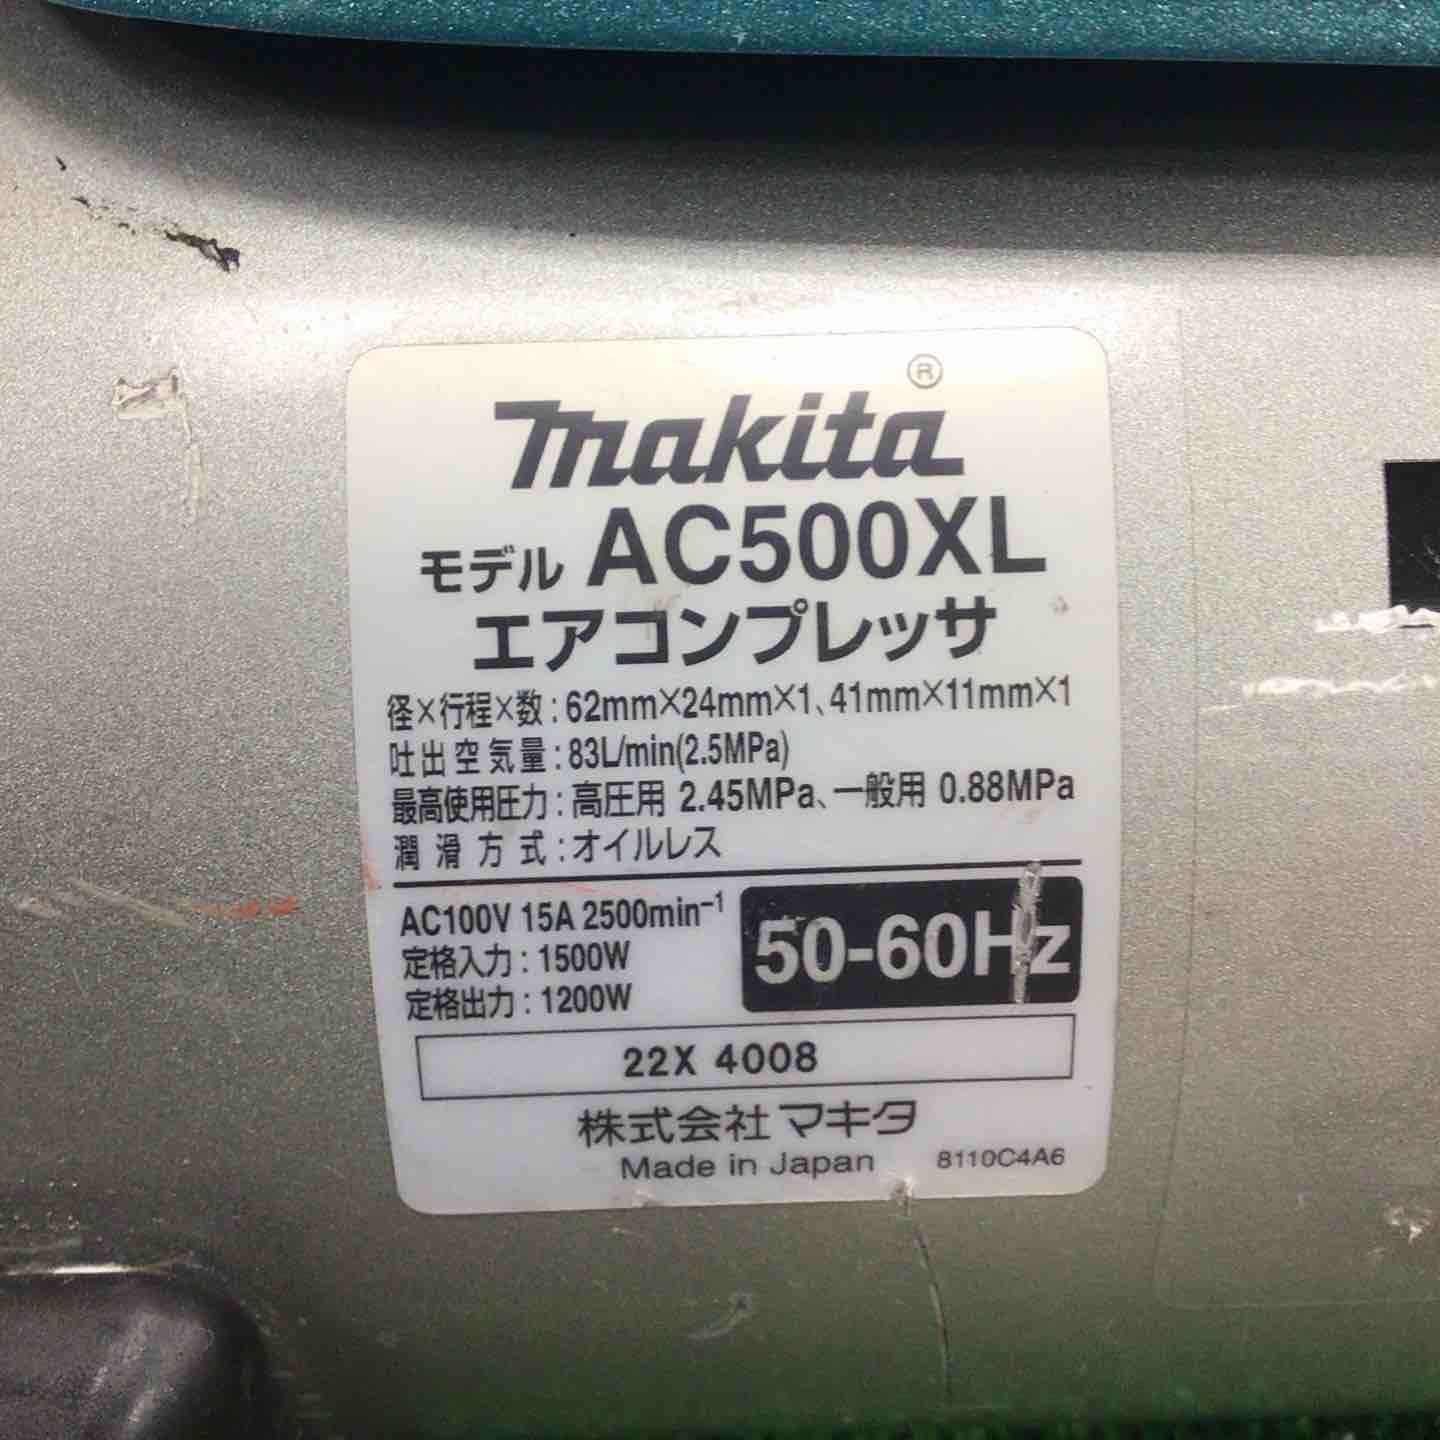 makita®
モデル AC500XL
エアコンプレッサ
径×行程×数:62mm×24mm×1、41mm×11mm×1
吐出空気量:83L/min(2.5MPa)
最高使用圧力:高圧用 2.45MPa、一般用 0.88MPa
潤滑方式:オイルレス
AC100V 15A 2500min⁻¹
50-60Hz
定格入力:1500W
定格出力:1200W
22X 4008
株式会社マキタ
Made in Japan 8110C4A6